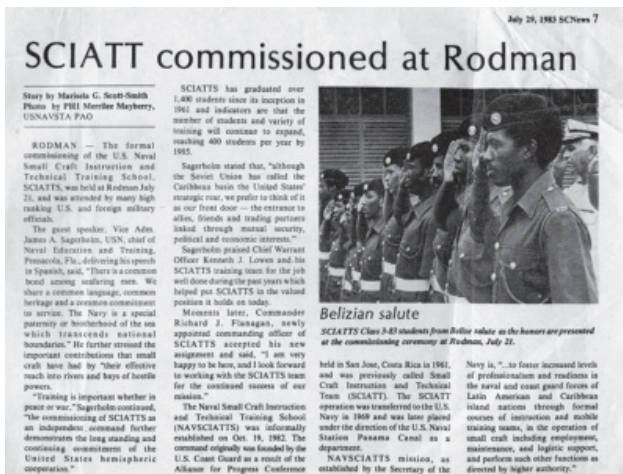 July 29, 1983 SCNews 7
SCIATT commissioned at Rodman
Story by Marisela G. Scott-Smith
Photo by PH1 Merrilee Mayberry,
USNAVSTA PAO
RODMAN — The formal
commissioning of the U.S. Naval
Small Craft Instruction and
Technical Training School,
SCIATTS, was held at Rodman July
21, and was attended by many high
ranking U.S. and foreign military
officials.
The guest speaker, Vice Adm.
James A. Sagerholm, USN, chief of
Naval Education and Training,
Pensacola, Fla., delivering his speech
in Spanish, said, "There is a common
bond among seafaring men. We
share a common language, common
heritage and a common commitment
to service. The Navy is a special
paternity or brotherhood of the sea
which transcends national
boundaries." He further stressed the
important contributions that small
craft have had by "their effective
reach into rivers and bays of hostile
powers.
"Training is important whether in
peace or war," Sagerholm continued,
"the commissioning of SCIATTS as
an independent command further
demonstrates the long standing and
continuing commitment of the
United States hemispheric
cooperation."
SCIATTS has graduated over
1,400 students since its inception in
1961 and indicators are that the
number of students and variety of
training will continue to expand,
reaching 400 students per year by
1985.
Sagerholm stated that, "although
the Soviet Union has called the
Caribbean basin the United States'
strategic rear, we prefer to think of it
as our front door — the entrance to
allies, friends and trading partners
linked through mutual security,
political and economic interests."
Sagerholm praised Chief Warrant
Officer Kenneth J. Lowen and his
SCIATTS training team for the job
well done during the past years which
helped put SCIATTS in the valued
position it holds on today.
Moments later, Commander
Richard J. Flanagan, newly
appointed commanding officer of
SCIATTS accepted his new
assignment and said, "I am very
happy to be here, and I look forward
to working with the SCIATTS team
for the continued success of our
mission."
The Naval Small Craft Instruction
and Technical Training School
(NAVSCIATTS) was informally
established on Oct. 19, 1982. The
command originally was founded by the
U.S. Coast Guard as a result of the
Alliance for Progress Conference
Belizian salute
SCIATTS Class 3-83 students from Belize salute as the honors are presented
at the commissioning ceremony at Rodman, July 21.
held in San Jose, Costa Rica in 1961,
and was previously called Small
Craft Instruction and Technical
Team (SCIATT). The SCIATT
operation was transferred to the U.S.
Navy in 1969 and was later placed
under the direction of the U.S. Naval
Station Panama Canal as a
department.
NAVSCIATTS mission, as
established by the Secretary of the
Navy is, "...to foster increased levels
of professionalism and readiness in
the naval and coast guard forces of
Latin American and Caribbean
island nations through formal
courses of instruction and mobile
training teams, in the operation of
small craft including employment,
maintenance, and logistic support,
and perform such other functions as
directed by higher authority."